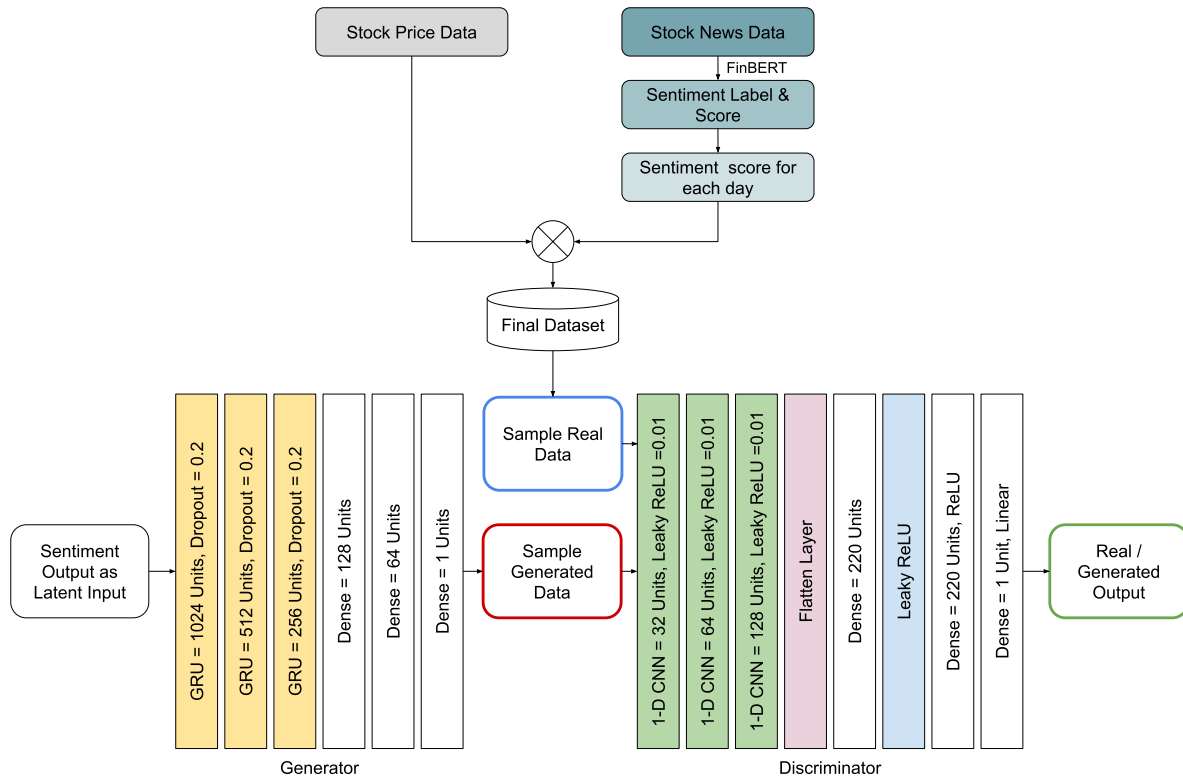 Stock Price Data
Stock News Data
FinBERT
Sentiment Label &
Score
Sentiment score for
each day
Final Dataset
Sentiment
Output as
Latent Input
GRU = 1024 Units, Dropout = 0.2
GRU = 512 Units, Dropout = 0.2
GRU = 256 Units, Dropout = 0.2
Dense = 128 Units
Dense = 64 Units
Dense = 1 Units
Sample Real
Data
Sample
Generated
Data
1-D CNN = 32 Units, Leaky ReLU =0.01
1-D CNN = 64 Units, Leaky ReLU =0.01
1-D CNN = 128 Units, Leaky ReLU =0.01
Flatten Layer
Dense = 220 Units
Leaky ReLU
Dense = 220 Units, ReLU
Dense = 1 Unit, Linear
Real /
Generated
Output
Generator
Discriminator